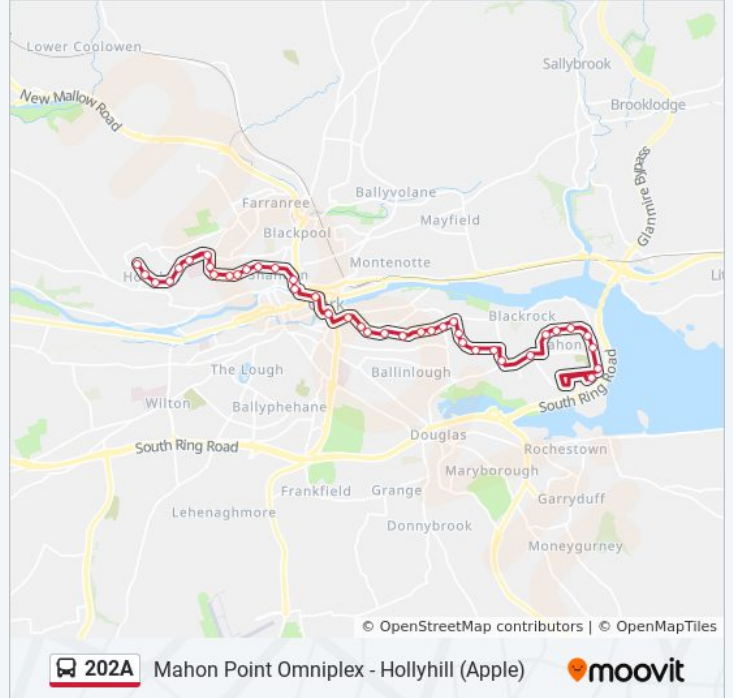 Lower Coolowen
Sallybrook
New Mallow Road
Brooklodge
Glanmire Bypass
Ballyvolane
Farranree
Mayfield
Blackpool
Montenotte
Blackrock
The Lough
Ballinlough
South Ring Road
Wilton
Ballyphehane
Douglas
South Ring Road
Rochestown
Maryborough
Frankfield
Grange
Garryduff
Lehenaghmore
Donnybrook
Moneygurney
© OpenStreetMap contributors | © OpenMapTiles
202A Mahon Point Omniplex - Hollyhill (Apple) moovit